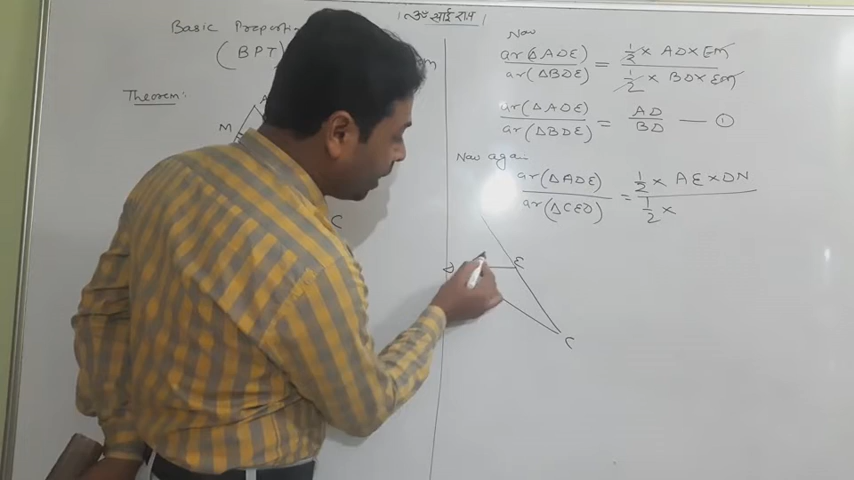 ॐ साईं राम
Basic Proportio
(BPT)
Theorem:-
A
M
C
m
Now
ar(ΔADE) / ar(ΔBDE) = ½ × AD × EM / ½ × BD × EM
ar(ΔADE) / ar(ΔBDE) = AD / BD — ①
Now again
ar(ΔADE) / ar(ΔCED) = ½ × AE × DN / ½ ×
D
E
C